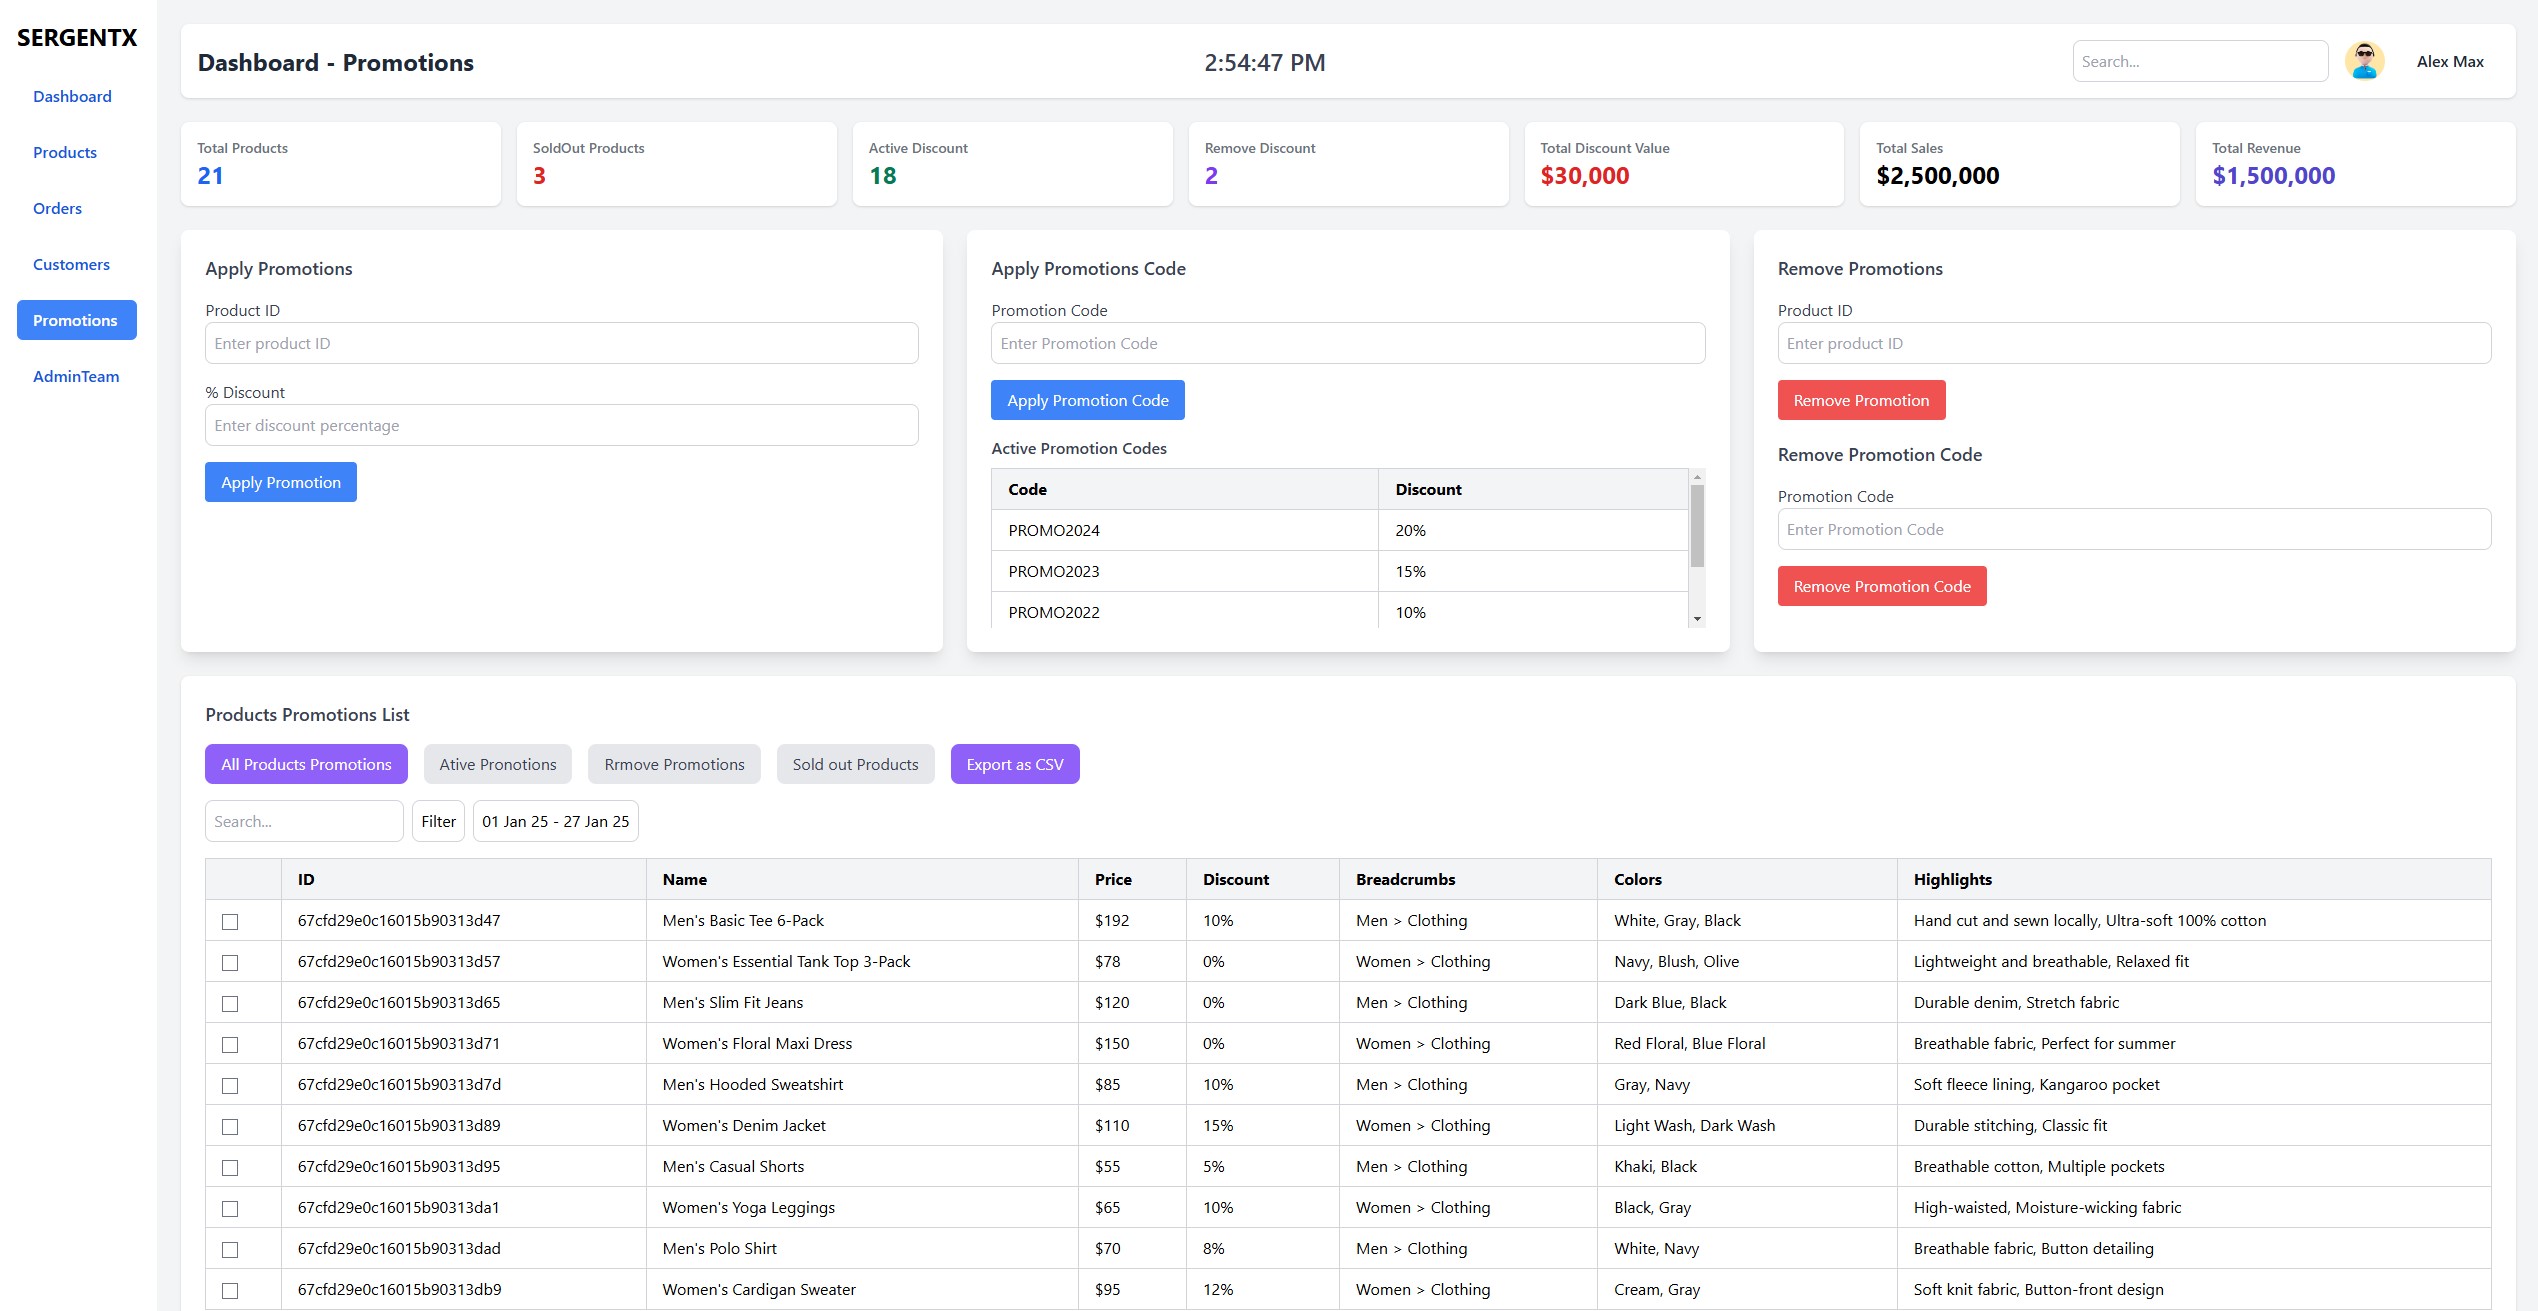 SERGENTX
Dashboard
Products
Orders
Customers
Promotions
AdminTeam
Dashboard - Promotions
2:54:47 PM
Search...
Alex Max
Total Products
21
SoldOut Products
3
Active Discount
18
Remove Discount
2
Total Discount Value
$30,000
Total Sales
$2,500,000
Total Revenue
$1,500,000
Apply Promotions
Product ID
Enter product ID
% Discount
Enter discount percentage
Apply Promotion
Apply Promotions Code
Promotion Code
Enter Promotion Code
Apply Promotion Code
Active Promotion Codes
Code Discount
PROMO2024 20%
PROMO2023 15%
PROMO2022 10%
Remove Promotions
Product ID
Enter product ID
Remove Promotion
Remove Promotion Code
Promotion Code
Enter Promotion Code
Remove Promotion Code
Products Promotions List
All Products Promotions Ative Pronotions Rrmove Promotions Sold out Products Export as CSV
Search... Filter 01 Jan 25 - 27 Jan 25
ID Name Price Discount Breadcrumbs Colors Highlights
67cfd29e0c16015b90313d47 Men's Basic Tee 6-Pack $192 10% Men > Clothing White, Gray, Black Hand cut and sewn locally, Ultra-soft 100% cotton
67cfd29e0c16015b90313d57 Women's Essential Tank Top 3-Pack $78 0% Women > Clothing Navy, Blush, Olive Lightweight and breathable, Relaxed fit
67cfd29e0c16015b90313d65 Men's Slim Fit Jeans $120 0% Men > Clothing Dark Blue, Black Durable denim, Stretch fabric
67cfd29e0c16015b90313d71 Women's Floral Maxi Dress $150 0% Women > Clothing Red Floral, Blue Floral Breathable fabric, Perfect for summer
67cfd29e0c16015b90313d7d Men's Hooded Sweatshirt $85 10% Men > Clothing Gray, Navy Soft fleece lining, Kangaroo pocket
67cfd29e0c16015b90313d89 Women's Denim Jacket $110 15% Women > Clothing Light Wash, Dark Wash Durable stitching, Classic fit
67cfd29e0c16015b90313d95 Men's Casual Shorts $55 5% Men > Clothing Khaki, Black Breathable cotton, Multiple pockets
67cfd29e0c16015b90313da1 Women's Yoga Leggings $65 10% Women > Clothing Black, Gray High-waisted, Moisture-wicking fabric
67cfd29e0c16015b90313dad Men's Polo Shirt $70 8% Men > Clothing White, Navy Breathable fabric, Button detailing
67cfd29e0c16015b90313db9 Women's Cardigan Sweater $95 12% Women > Clothing Cream, Gray Soft knit fabric, Button-front design